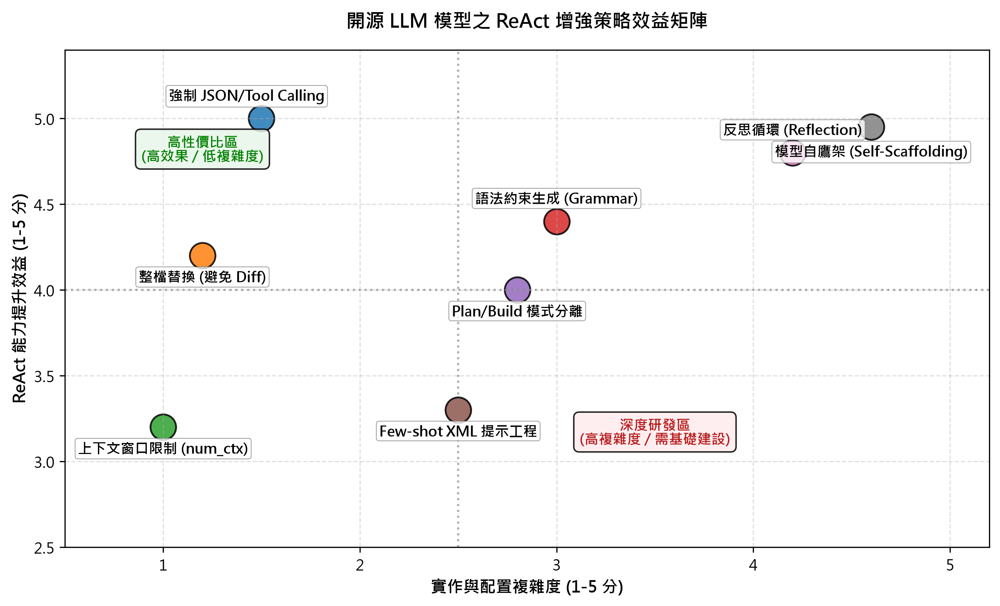 開源 LLM 模型之 ReAct 增強策略效益矩陣
ReAct 能力提升效益 (1-5 分)
5.0
4.5
4.0
3.5
3.0
2.5
強制 JSON/Tool Calling
高性價比區
(高效果 / 低複雜度)
反思循環 (Reflection)
模型自鷹架 (Self-Scaffolding)
語法約束生成 (Grammar)
整檔替換 (避免 Diff)
Plan/Build 模式分離
Few-shot XML 提示工程
深度研發區
(高複雜度 / 需基礎建設)
上下文窗口限制 (num_ctx)
1
2
3
4
5
實作與配置複雜度 (1-5 分)